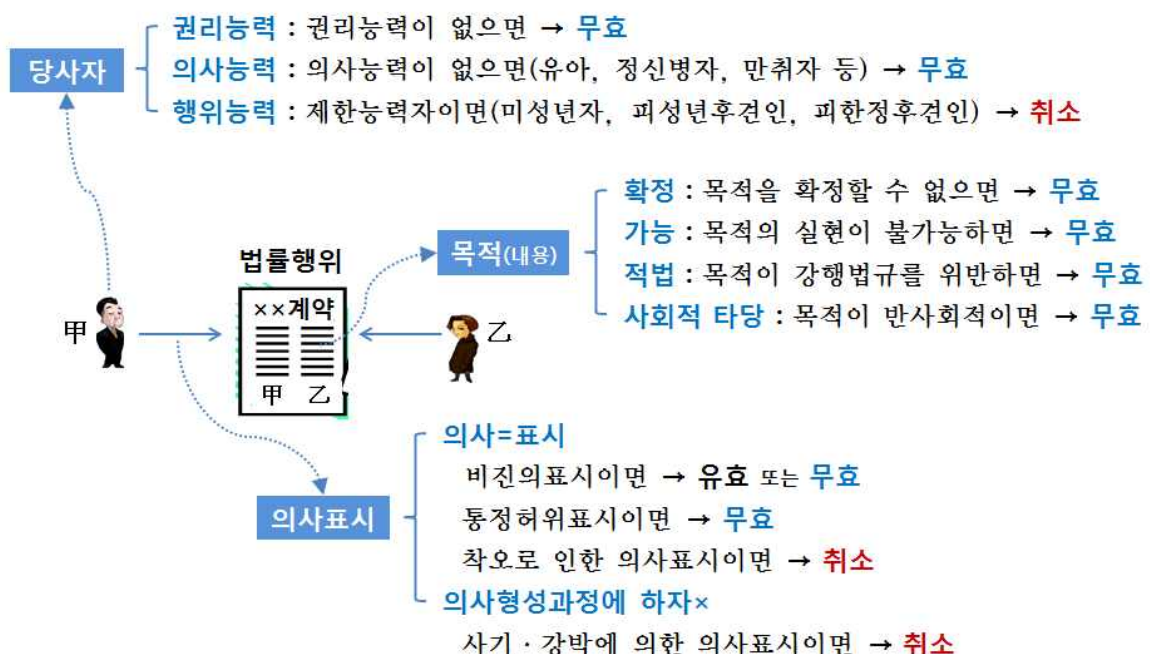 당사자
권리능력 : 권리능력이 없으면 → 무효
의사능력 : 의사능력이 없으면(유아, 정신병자, 만취자 등) → 무효
행위능력 : 제한능력자이면(미성년자, 피성년후견인, 피한정후견인) → 취소
목적(내용)
확정 : 목적을 확정할 수 없으면 → 무효
가능 : 목적의 실현이 불가능하면 → 무효
적법 : 목적이 강행법규를 위반하면 → 무효
사회적 타당 : 목적이 반사회적이면 → 무효
법률행위
××계약
甲 乙
甲
乙
의사표시
의사=표시
비진의표시이면 → 유효 또는 무효
통정허위표시이면 → 무효
착오로 인한 의사표시이면 → 취소
의사형성과정에 하자×
사기 · 강박에 의한 의사표시이면 → 취소